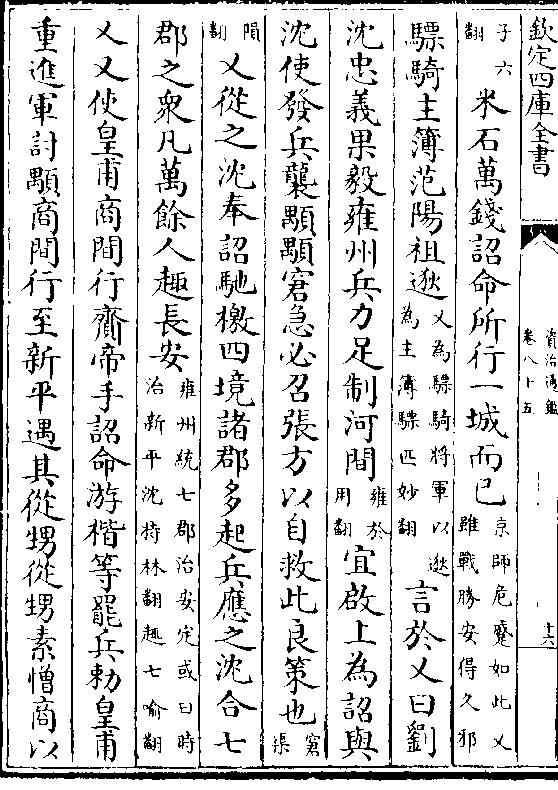 欽定四庫全書
資治通鑑
卷八十五
十六
子六
翻
米石萬錢詔命所行一城而已
京師危蹙如此乂
雖戰勝安得久邪
驃騎主簿范陽祖逖
乂為驃騎將軍以逖
為主簿驃匹妙翻
言於乂曰劉
沈忠義果毅雍州兵力足制河間
雍於
用翻
宜啟上為詔與
沈使發兵襲顒顒窘急必召張方以自救此良策也
窘
渠
隕
翻
乂從之沈奉詔馳檄四境諸郡多起兵應之沈合七
郡之衆凡萬餘人趣長安
雍州統七郡治安定或曰時
治新平沈持林翻趣七喻翻
乂又使皇甫商間行齎帝手詔命游楷等罷兵勅皇甫
重進軍討顒商間行至新平遇其從甥從甥素憎商以